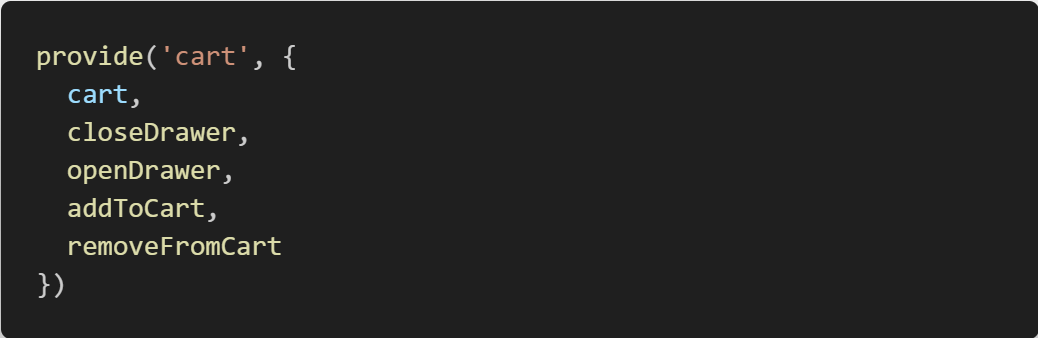 provide('cart', {
  cart,
  closeDrawer,
  openDrawer,
  addToCart,
  removeFromCart
})